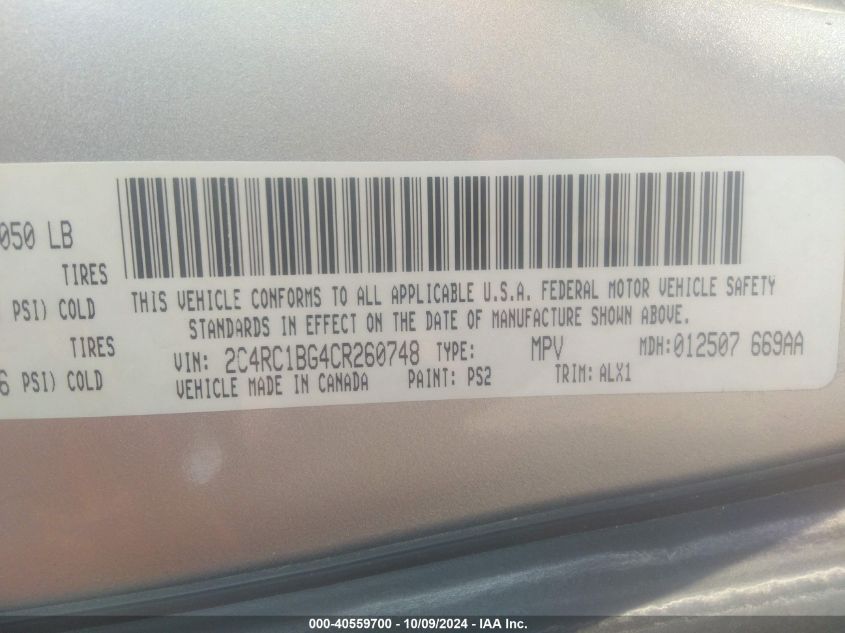 050 LB
TIRES
PSI) COLD
TIRES
6 PSI) COLD
THIS VEHICLE CONFORMS TO ALL APPLICABLE U.S.A. FEDERAL MOTOR VEHICLE SAFETY
STANDARDS IN EFFECT ON THE DATE OF MANUFACTURE SHOWN ABOVE.
VIN: 2C4RC1BG4CR260748 TYPE: MPV MDH:012507 669AA
VEHICLE MADE IN CANADA PAINT: PS2 TRIM: ALX1
000-40559700 - 10/09/2024 - IAA Inc.